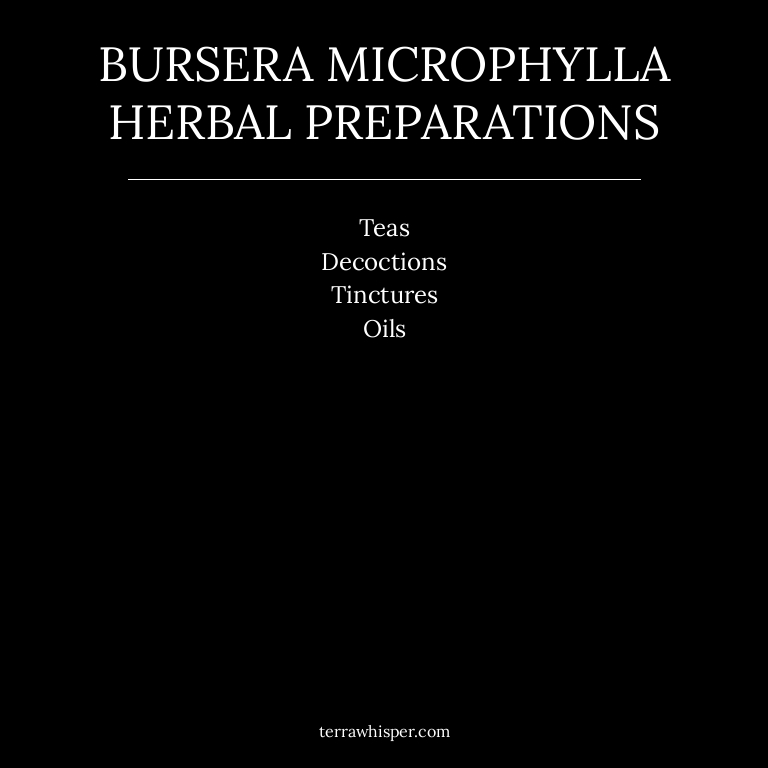 BURSERA MICROPHYLLA
HERBAL PREPARATIONS
Teas
Decoctions
Tinctures
Oils
terrawhisper.com